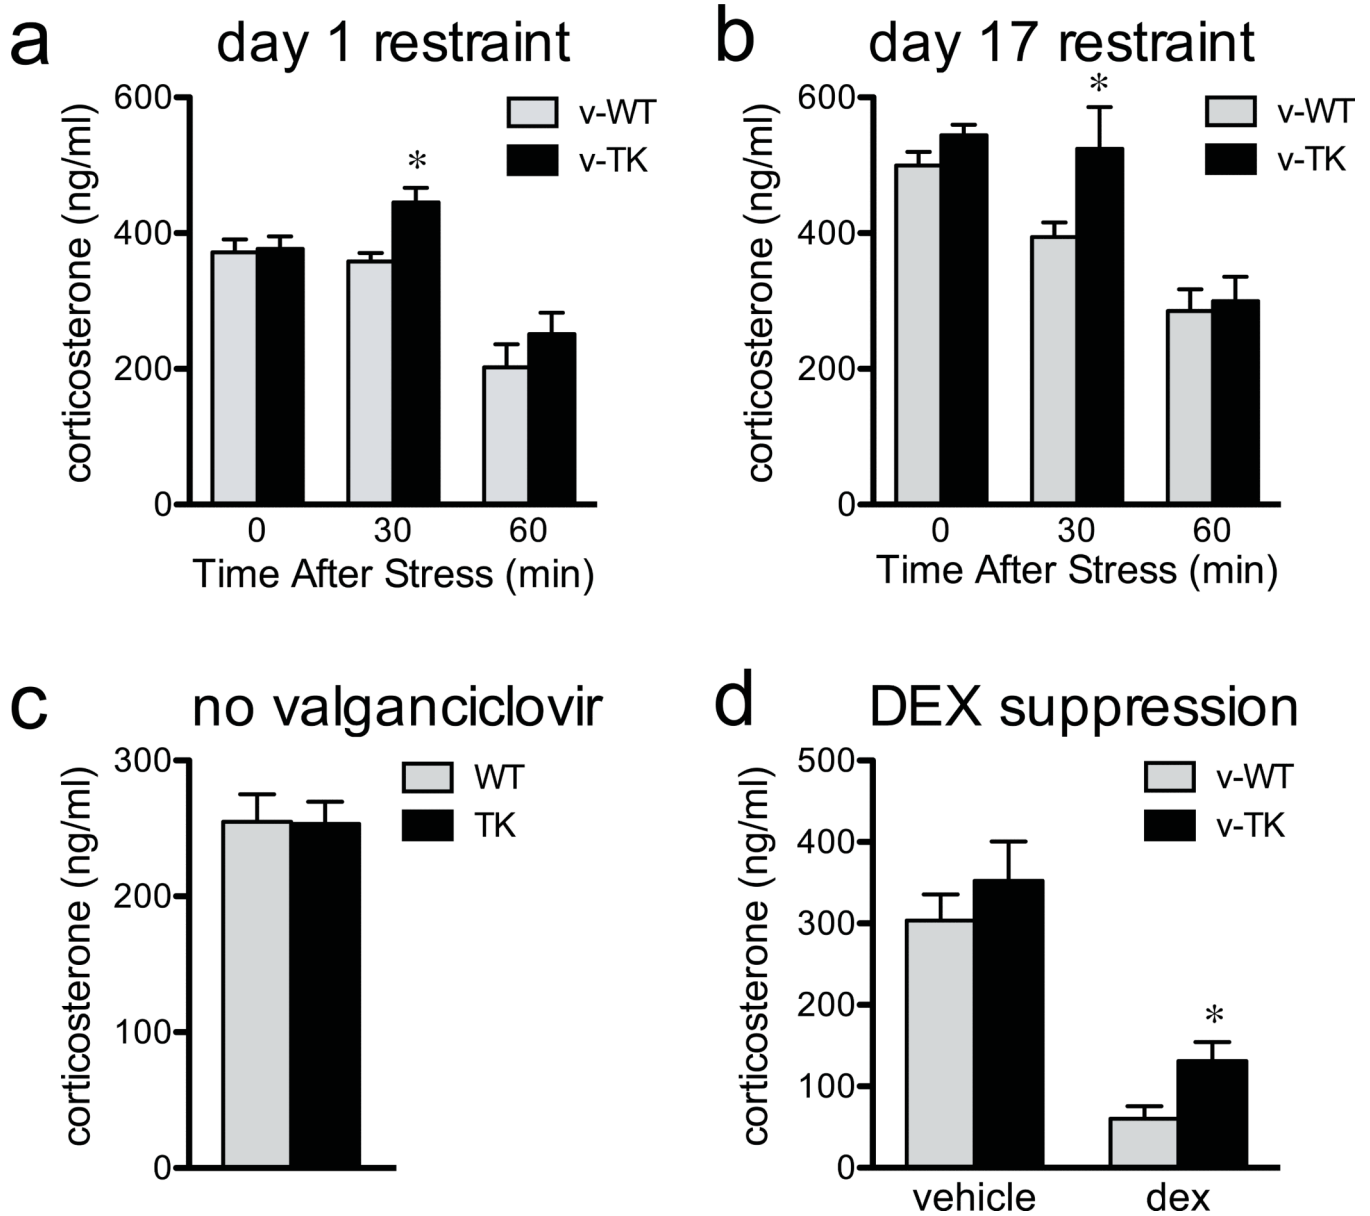 a
day 1 restraint
corticosterone (ng/ml)
600
400
200
0
v-WT
v-TK
*
0 30 60
Time After Stress (min)
b
day 17 restraint
corticosterone (ng/ml)
600
400
200
0
v-WT
v-TK
*
0 30 60
Time After Stress (min)
c
no valganciclovir
corticosterone (ng/ml)
300
200
100
0
WT
TK
d
DEX suppression
corticosterone (ng/ml)
500
400
300
200
100
0
v-WT
v-TK
*
vehicle dex